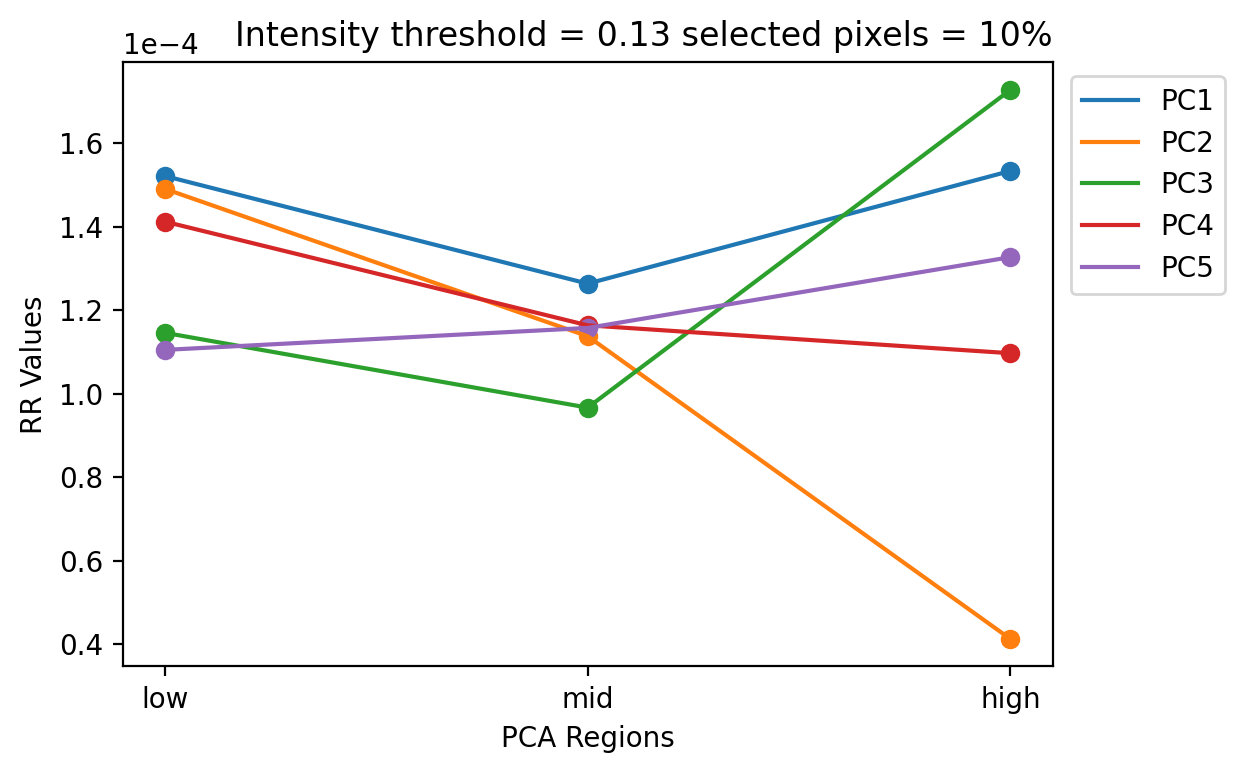 1e−4
Intensity threshold = 0.13 selected pixels = 10%
PC1
PC2
PC3
PC4
PC5
RR Values
1.6
1.4
1.2
1.0
0.8
0.6
0.4
low mid high
PCA Regions